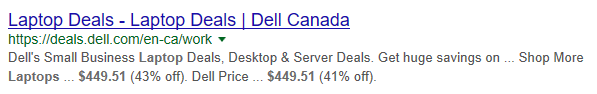 Laptop Deals - Laptop Deals | Dell Canada
https://deals.dell.com/en-ca/work ▼
Dell's Small Business Laptop Deals, Desktop & Server Deals. Get huge savings on ... Shop More
Laptops ... $449.51 (43% off). Dell Price ... $449.51 (41% off).